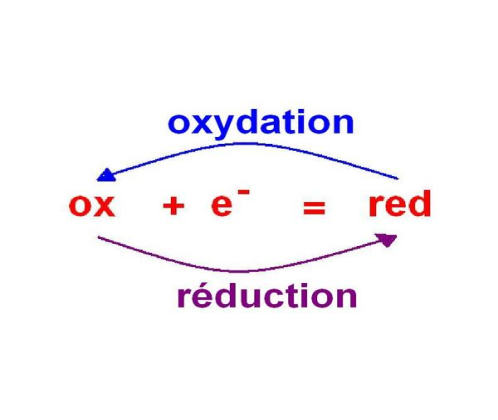 oxydation
ox + e- = red
réduction